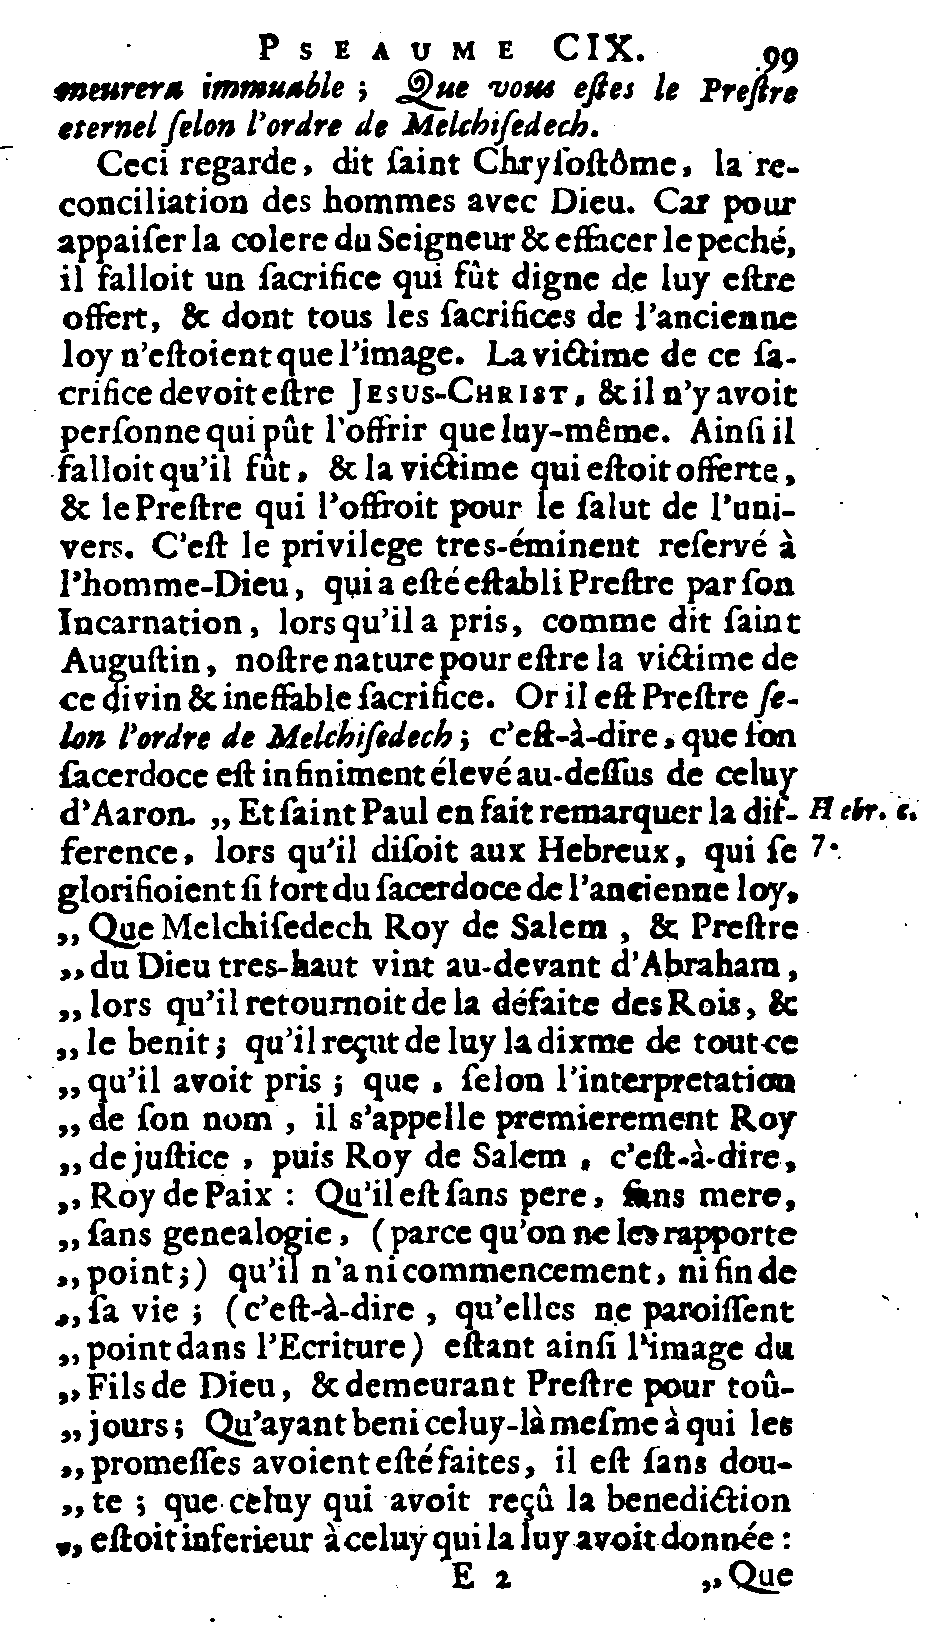 PSEAUME CIX. 99
meurera immuable ; Que vous eſtes le Preſtre
eternel ſelon l'ordre de Melchiſedech.
Ceci regarde, dit ſaint Chryſoſtôme, la re-
conciliation des hommes avec Dieu. Car pour
appaiſer la colere du Seigneur & effacer le peché,
il falloit un ſacrifice qui fût digne de luy eſtre
offert, & dont tous les ſacrifices de l'ancienne
loy n'eſtoient que l'image. La victime de ce ſa-
crifice devoit eſtre JESUS-CHRIST, & il n'y avoit
perſonne qui pût l'offrir que luy-même. Ainſi il
falloit qu'il fût, & la victime qui eſtoit offerte,
& le Preſtre qui l'offroit pour le ſalut de l'uni-
vers. C'eſt le privilege tres-éminent reſervé à
l'homme-Dieu, qui a eſté eſtabli Preſtre par ſon
Incarnation, lors qu'il a pris, comme dit ſaint
Auguſtin, noſtre nature pour eſtre la victime de
ce divin & ineffable ſacrifice. Or il eſt Preſtre ſe-
lon l'ordre de Melchiſedech ; c'eſt-à-dire, que ſon
ſacerdoce eſt infiniment élevé au-deſſus de celuy
d'Aaron. „ Et ſaint Paul en fait remarquer la dif- Hebr. c.
ference, lors qu'il diſoit aux Hebreux, qui ſe 7.
glorifioient ſi fort du ſacerdoce de l'ancienne loy,
„ Que Melchiſedech Roy de Salem, & Preſtre
„ du Dieu tres-haut vint au-devant d'Abraham,
„ lors qu'il retournoit de la défaite des Rois, &
„ le benit ; qu'il reçut de luy la dixme de tout ce
„ qu'il avoit pris ; que, ſelon l'interpretation
„ de ſon nom, il s'appelle premierement Roy
„ de juſtice, puis Roy de Salem, c'eſt-à-dire,
„ Roy de Paix : Qu'il eſt ſans pere, ſans mere,
„ ſans genealogie, (parce qu'on ne les rapporte
„ point ;) qu'il n'a ni commencement, ni fin de
„ ſa vie ; (c'eſt-à-dire, qu'elles ne paroiſſent
„ point dans l'Ecriture) eſtant ainſi l'image du
„ Fils de Dieu, & demeurant Preſtre pour toû-
„ jours ; Qu'ayant beni celuy-là meſme à qui les
„ promeſſes avoient eſté faites, il eſt ſans dou-
„ te ; que celuy qui avoit reçû la benediction
„ eſtoit inferieur à celuy qui la luy avoit donnée :
E 2 „ Que